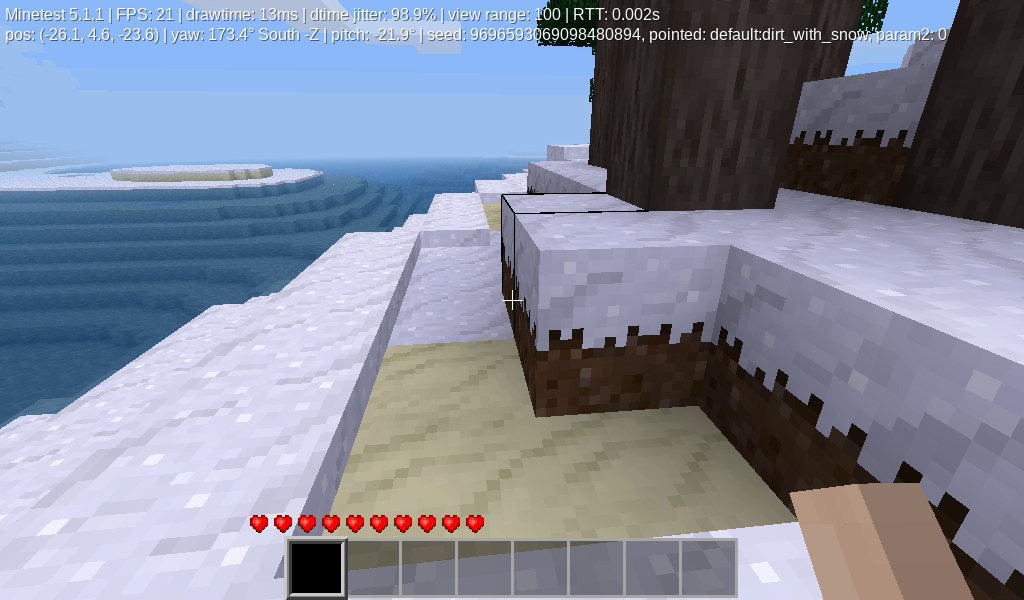 Minetest 5.1.1 | FPS: 21 | drawtime: 13ms | dtime jitter: 98.9% | view range: 100 | RTT: 0.002s
pos: (-26.1, 4.6, -23.6) | yaw: 173.4° South -Z | pitch: -21.9° | seed: 9696593069098480894, pointed: default:dirt_with_snow, param2: 0